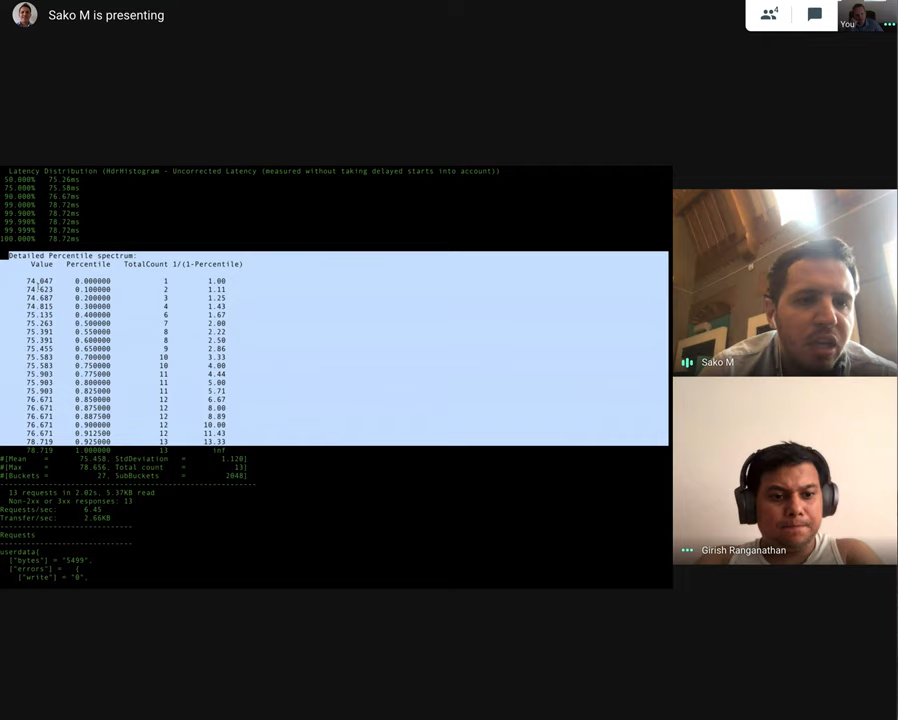 Sako M is presenting
4
You
Latency Distribution (HdrHistogram - Uncorrected Latency (measured without taking delayed starts into account))
50.000% 75.26ms
75.000% 75.58ms
90.000% 76.67ms
99.000% 78.72ms
99.900% 78.72ms
99.990% 78.72ms
99.999% 78.72ms
100.000% 78.72ms
Detailed Percentile spectrum:
Value Percentile TotalCount 1/(1-Percentile)
74.047 0.000000 1 1.00
74.623 0.100000 2 1.11
74.687 0.200000 3 1.25
74.815 0.300000 4 1.43
75.135 0.400000 6 1.67
75.263 0.500000 7 2.00
75.391 0.550000 8 2.22
75.391 0.600000 8 2.50
75.455 0.650000 9 2.86
75.583 0.700000 10 3.33
75.583 0.750000 10 4.00
75.903 0.775000 11 4.44
75.903 0.800000 11 5.00
75.903 0.825000 11 5.71
76.671 0.850000 12 6.67
76.671 0.875000 12 8.00
76.671 0.887500 12 8.89
76.671 0.900000 12 10.00
76.671 0.912500 12 11.43
78.719 0.925000 13 13.33
78.719 1.000000 13 inf
#[Mean = 75.458, StdDeviation = 1.120]
#[Max = 78.656, Total count = 13]
#[Buckets = 27, SubBuckets = 2048]
----------------------------------------------------------
13 requests in 2.02s, 5.37KB read
Non-2xx or 3xx responses: 13
Requests/sec: 6.45
Transfer/sec: 2.66KB
------------------------------
Requests
------------------------------
userdata{
["bytes"] = "5499",
["errors"] = {
["write"] = "0",
Sako M
Girish Ranganathan